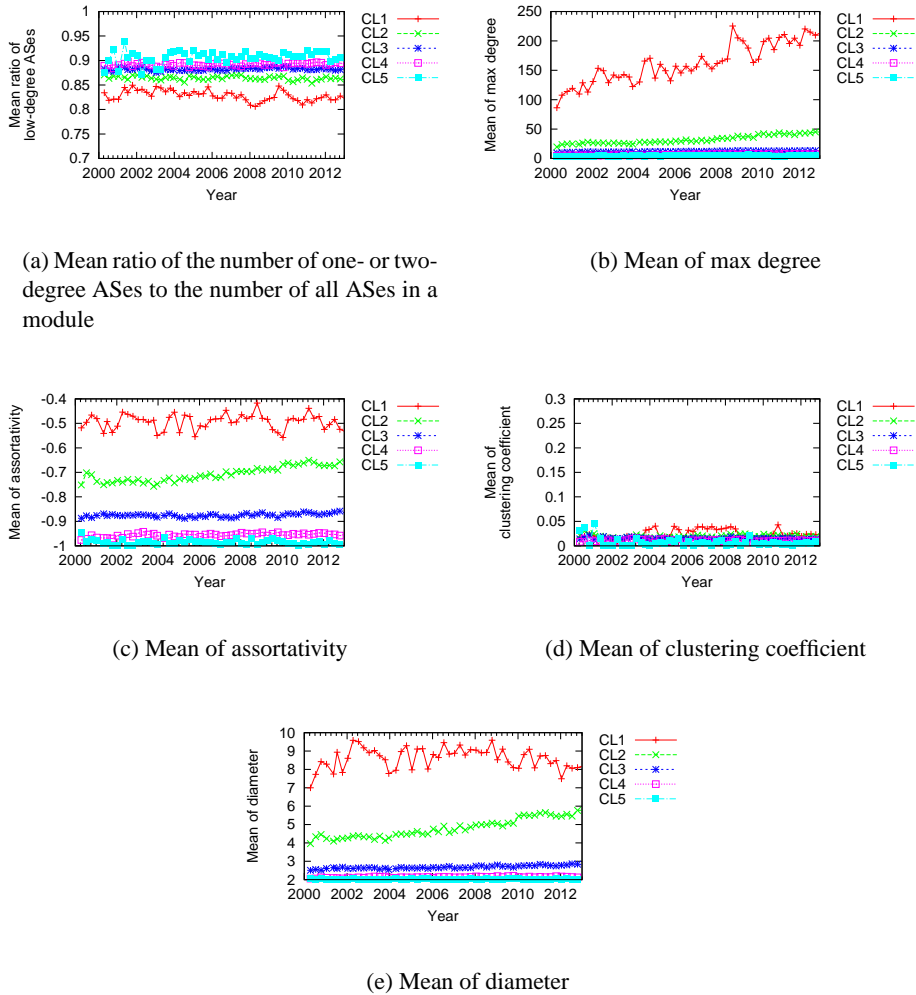 1
0.95
0.9
0.85
0.8
0.75
0.7
2000 2002 2004 2006 2008 2010 2012
Mean ratio of
low-degree ASes
Year
CL1
CL2
CL3
CL4
CL5
(a) Mean ratio of the number of one- or two-
degree ASes to the number of all ASes in a
module
250
200
150
100
50
0
2000 2002 2004 2006 2008 2010 2012
Mean of max degree
Year
CL1
CL2
CL3
CL4
CL5
(b) Mean of max degree
-0.4
-0.5
-0.6
-0.7
-0.8
-0.9
-1
2000 2002 2004 2006 2008 2010 2012
Mean of assortativity
Year
CL1
CL2
CL3
CL4
CL5
(c) Mean of assortativity
0.3
0.25
0.2
0.15
0.1
0.05
0
2000 2002 2004 2006 2008 2010 2012
Mean of
clustering coefficient
Year
CL1
CL2
CL3
CL4
CL5
(d) Mean of clustering coefficient
10
9
8
7
6
5
4
3
2
2000 2002 2004 2006 2008 2010 2012
Mean of diameter
Year
CL1
CL2
CL3
CL4
CL5
(e) Mean of diameter